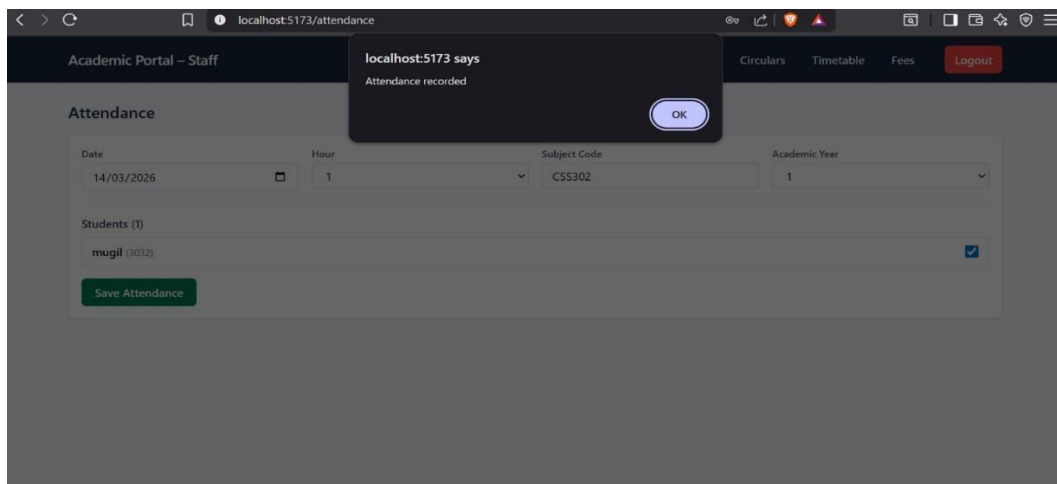 localhost:5173/attendance
Academic Portal – Staff
localhost:5173 says
Attendance recorded
OK
Circulars Timetable Fees Logout
Attendance
Date Hour Subject Code Academic Year
14/03/2026 1 CSS302 1
Students (1)
mugil (3032)
Save Attendance